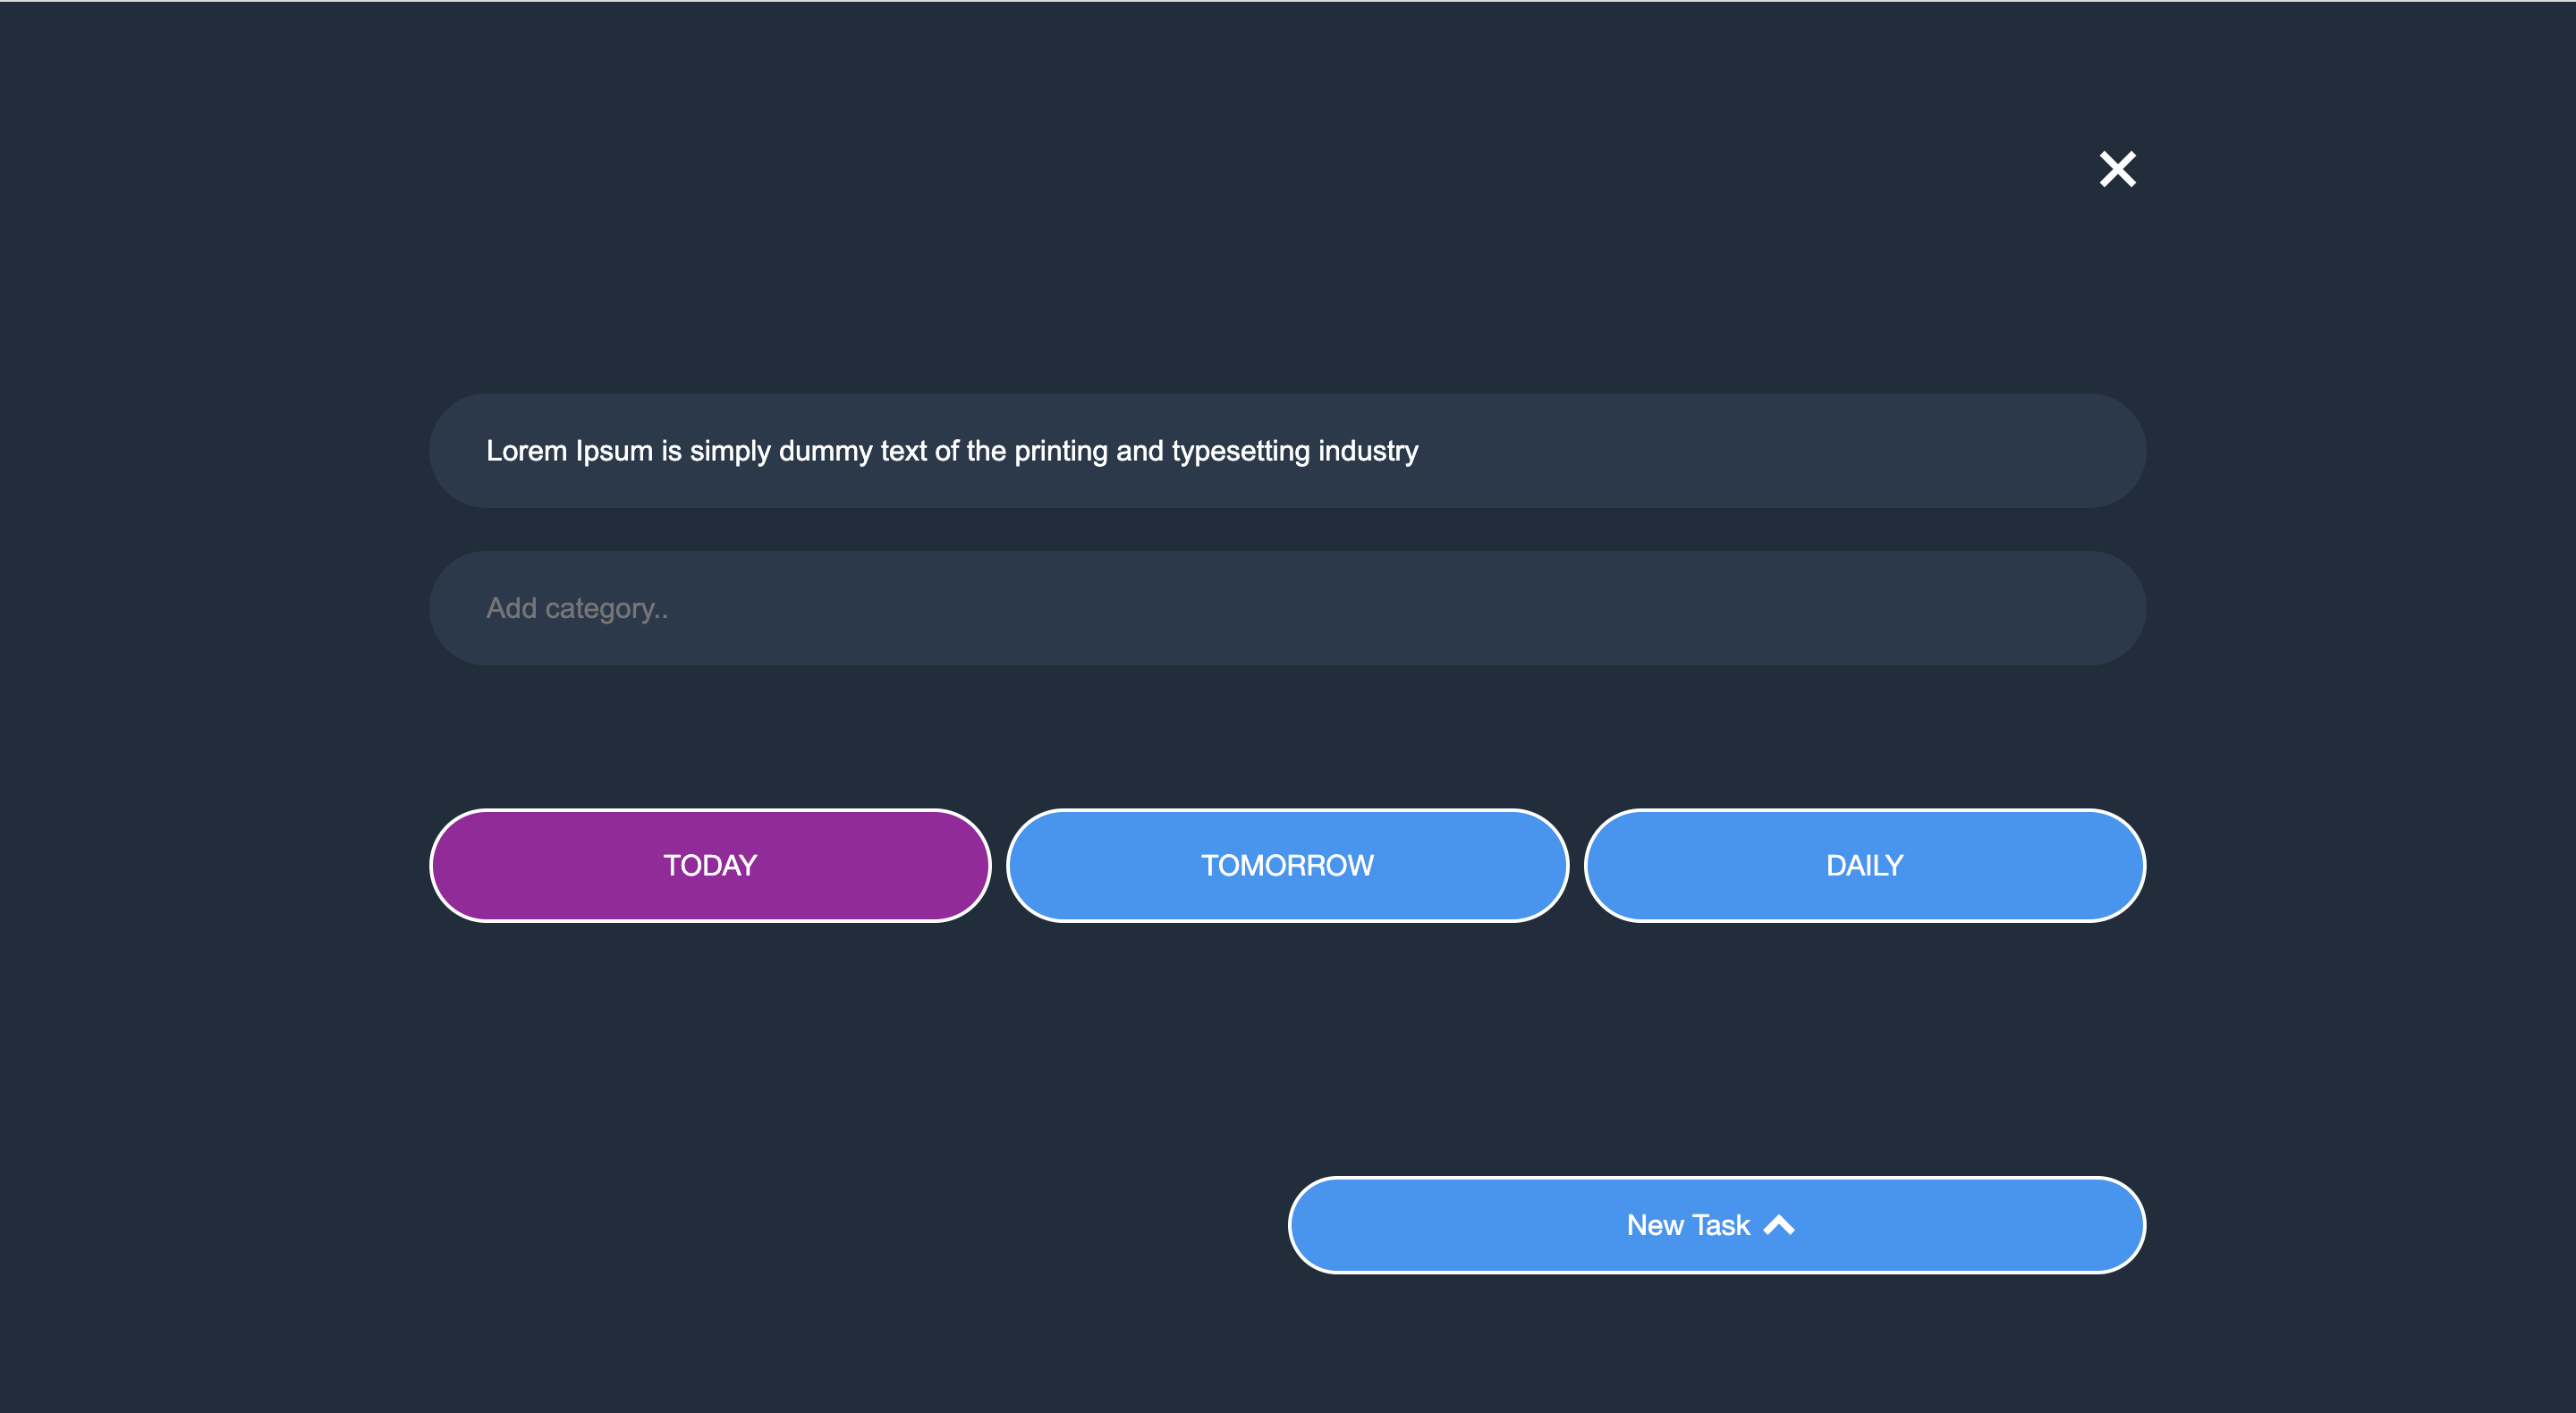 Lorem Ipsum is simply dummy text of the printing and typesetting industry
Add category..
TODAY
TOMORROW
DAILY
New Task